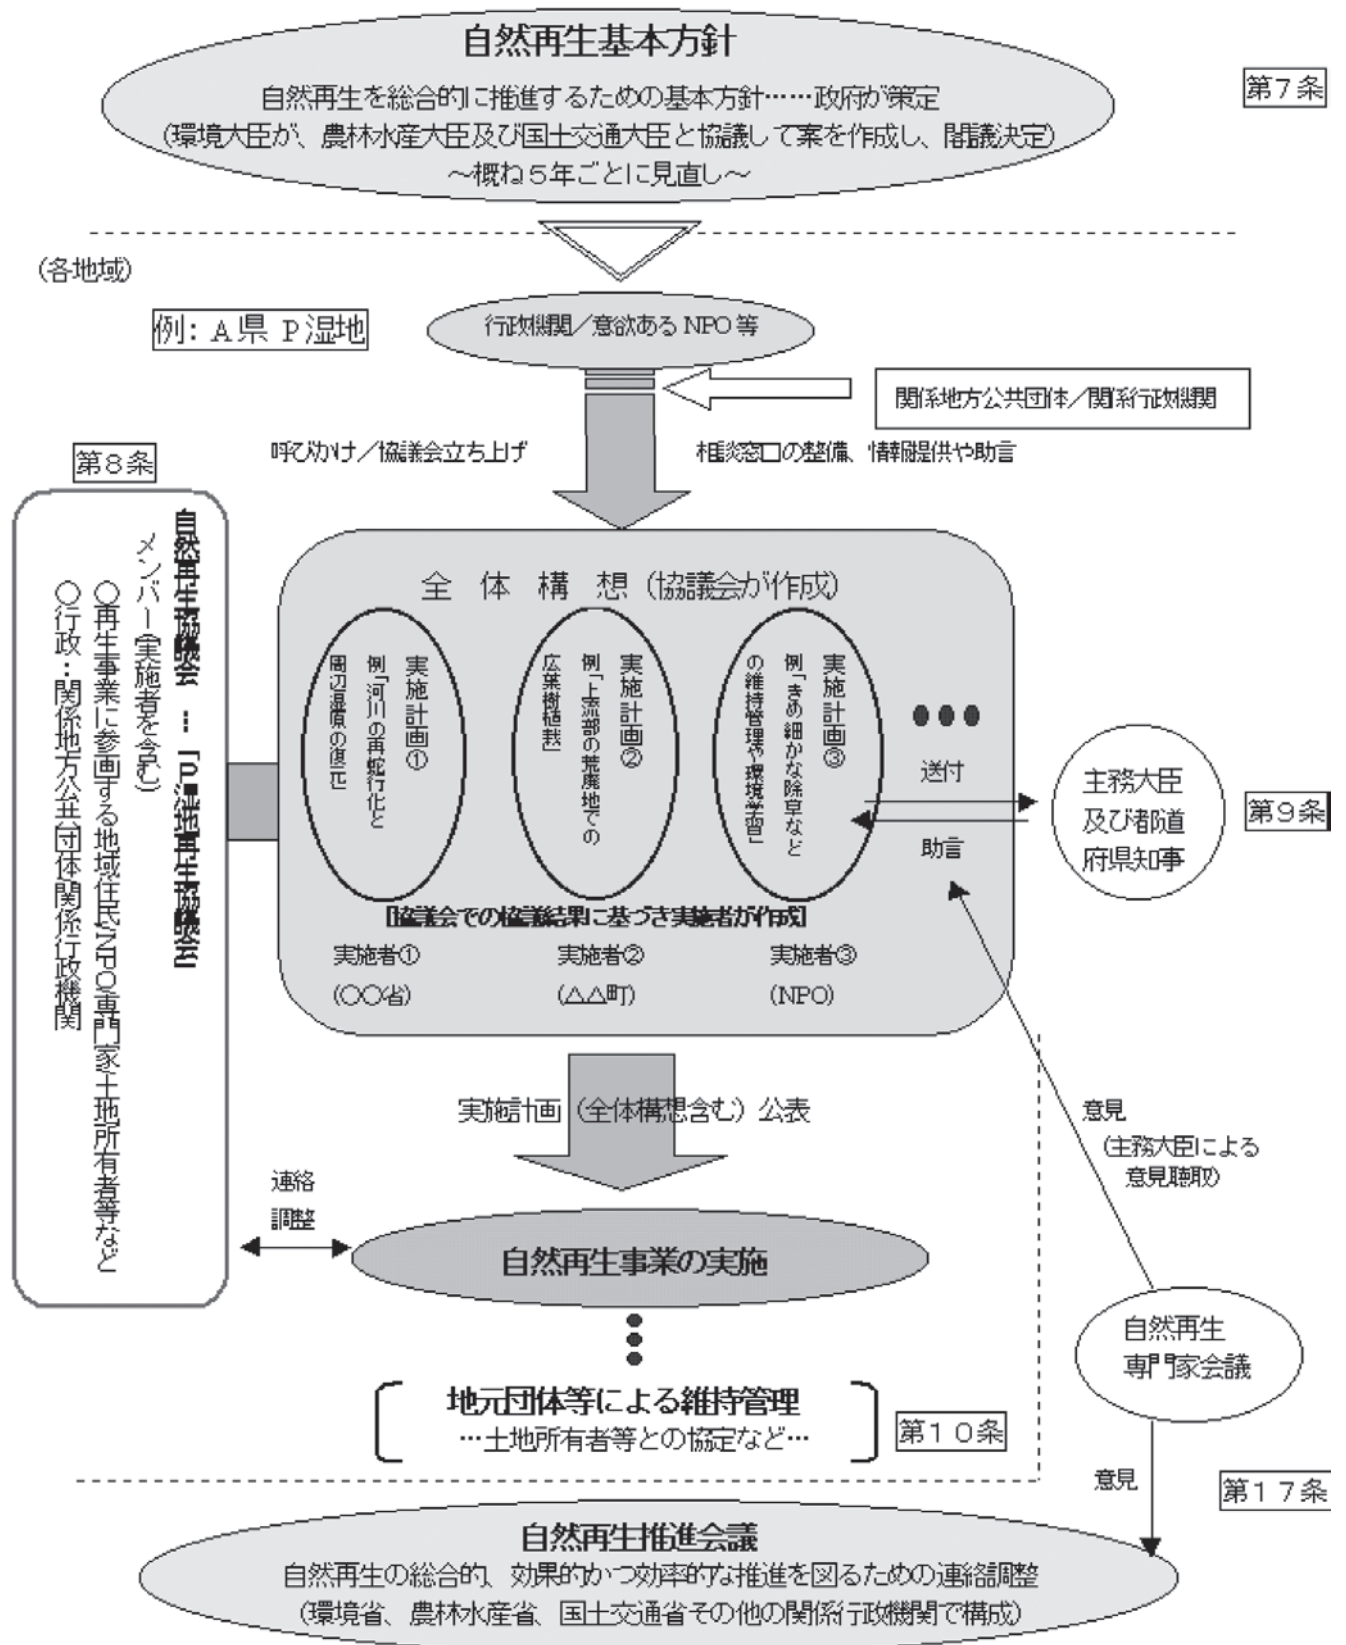 自然再生基本方針
自然再生を総合的に推進するための基本方針……政府が策定
(環境大臣が、農林水産大臣及び国土交通大臣と協議して案を作成し、閣議決定)
～概ね５年ごとに見直し～
第７条
(各地域)
例: A県 P湿地
行政機関／意欲ある NPO 等
関係地方公共団体／関係行政機関
呼びかけ／協議会立ち上げ
相談窓口の整備、情報提供や助言
第８条
自然再生協議会 … 「P湿地再生協議会」
メンバー(実施者を含む)
○再生事業に参画する地域住民/NPO/専門家/土地所有者等など
○行政：関係地方公共団体関係行政機関
全 体 構 想 (協議会が作成)
実施計画①
例「河川の再蛇行化と
周辺湿原の復元」
実施計画②
例「上流部の荒廃地での
広葉樹植栽」
実施計画③
例「きめ細かな除草など
の維持管理や環境学習」
●●●
送付
助言
主務大臣
及び都道
府県知事
第９条
[協議会での協議結果に基づき実施者が作成]
実施者①
(○○省)
実施者②
(△△町)
実施者③
(NPO)
実施計画 (全体構想含む) 公表
意見
(主務大臣による
意見聴取)
連絡
調整
自然再生事業の実施
自然再生
専門家会議
地元団体等による維持管理
…土地所有者等との協定など…
第１０条
意見
第１７条
自然再生推進会議
自然再生の総合的、効果的かつ効率的な推進を図るための連絡調整
(環境省、農林水産省、国土交通省その他の関係行政機関で構成)